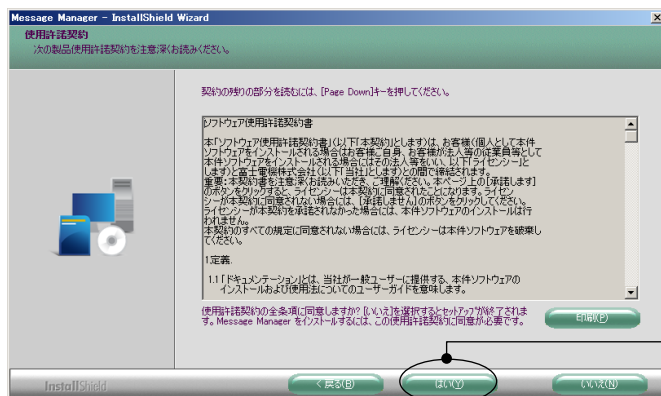 Message Manager - InstallShield Wizard
使用許諾契約
次の製品使用許諾契約を注意深くお読みください。
契約の残りの部分を読むには、[Page Down]キーを押してください。
ソフトウェア使用許諾契約書
本「ソフトウェア使用許諾契約書」(以下「本契約」とします)は、お客様(個人として本件
ソフトウェアをインストールされる場合はお客様ご自身、お客様が法人等の従業員等として
本件ソフトウェアをインストールされる場合にはその法人等をいい、以下「ライセンシー」と
します)と富士電機株式会社(以下「当社」とします)との間で締結されます。
重要:本契約書を注意深くお読みいただき、ご理解ください。本ページ上の[承諾します]
のボタンをクリックすると、ライセンシーは本契約に同意されたことになります。ライセン
シーが本契約に同意されない場合には、[承諾しません]のボタンをクリックしてください。
ライセンシーが本契約を承諾されなかった場合には、本件ソフトウェアのインストールは行
われません。
本契約のすべての規定に同意されない場合には、ライセンシーは本件ソフトウェアを破棄し
てください。
1.定義.
1.1「ドキュメンテーション」とは、当社が一般ユーザーに提供する、本件ソフトウェアの
インストールおよび使用法についてのユーザーガイドを意味します。
使用許諾契約の全条項に同意しますか? [いいえ]を選択するとセットアップが終了されま
す。Message Manager をインストールするには、この使用許諾契約に同意が必要です。
印刷(P)
InstallShield
< 戻る(B)
はい(Y)
いいえ(N)